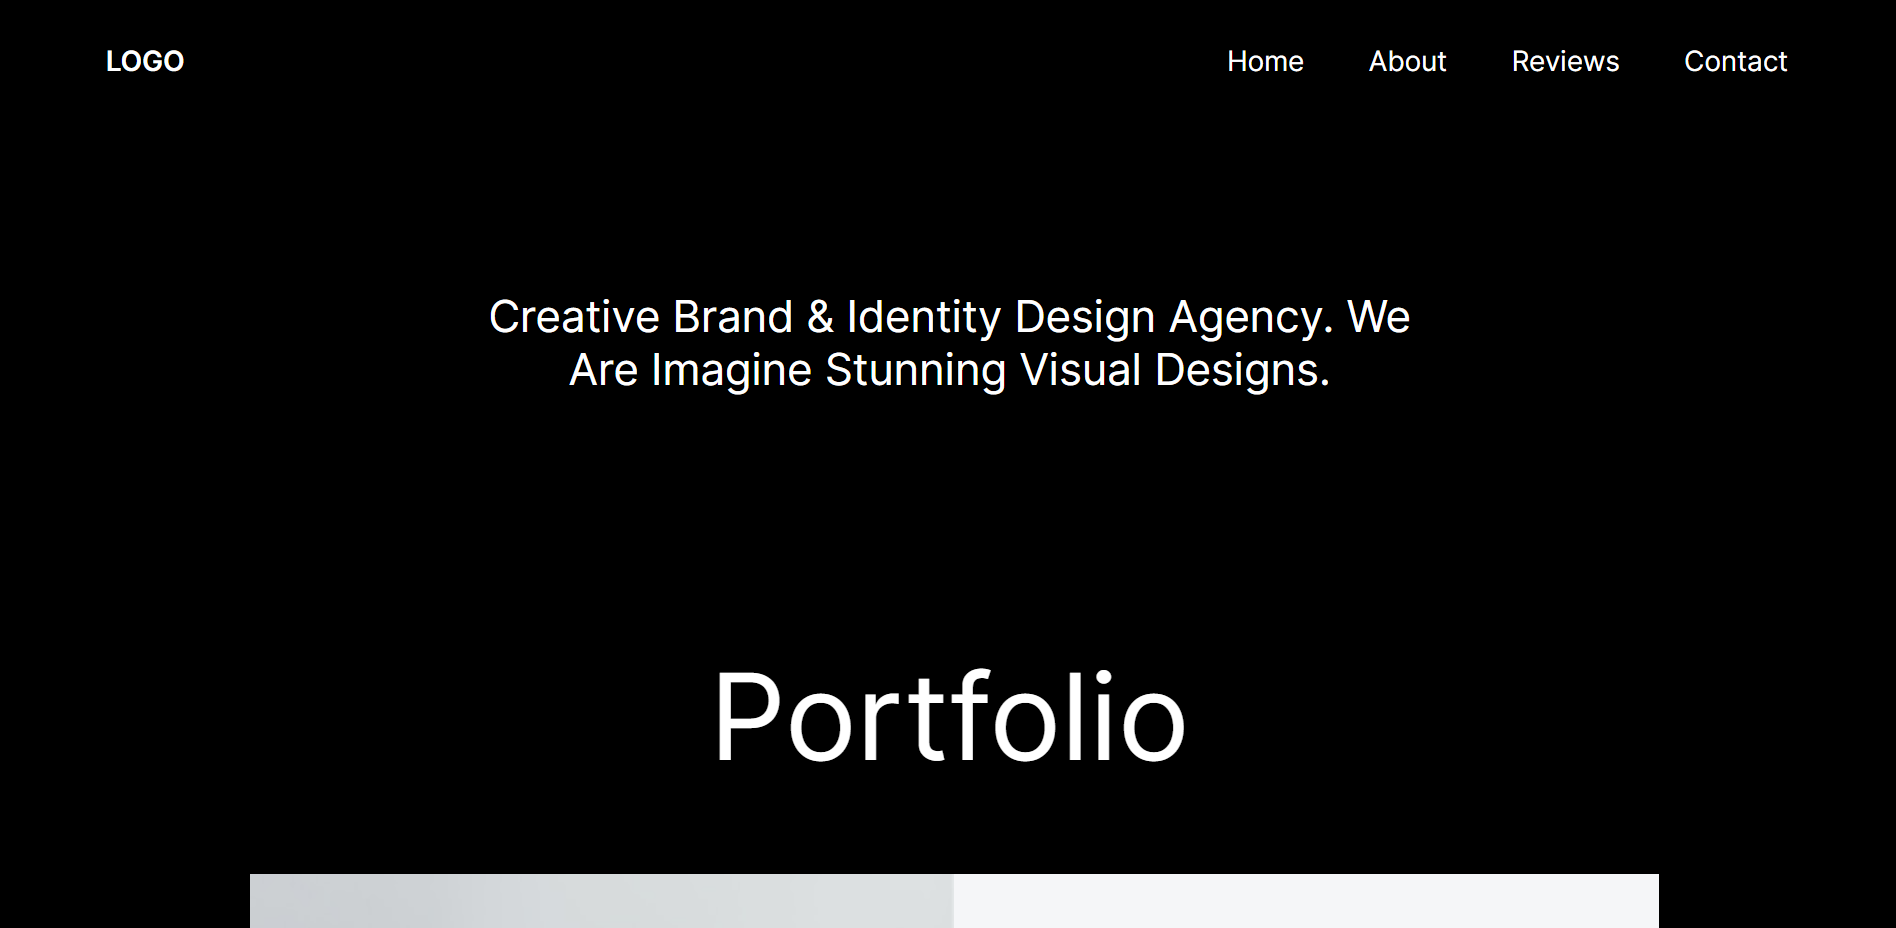 LOGO Home About Reviews Contact
Creative Brand & Identity Design Agency. We
Are Imagine Stunning Visual Designs.
Portfolio